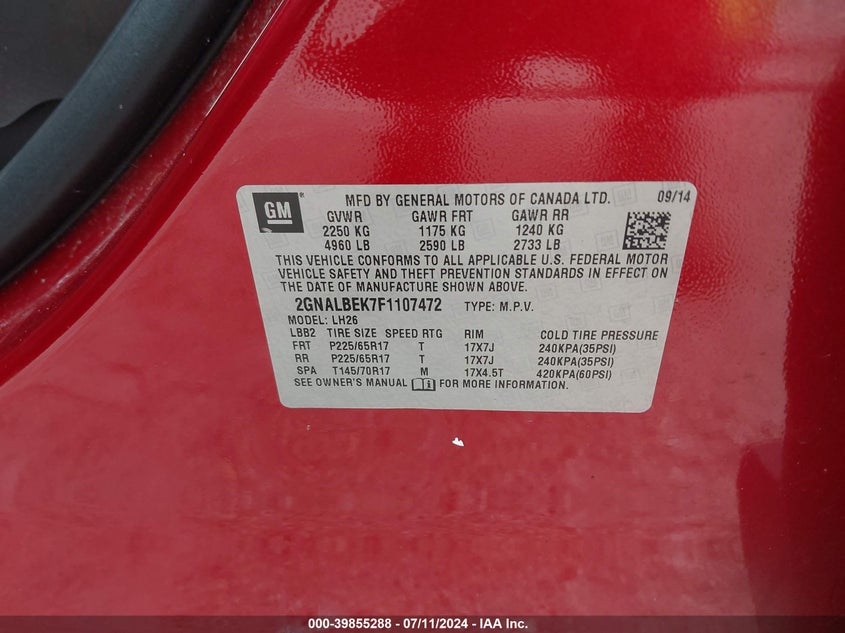 GM®
MFD BY GENERAL MOTORS OF CANADA LTD. 09/14
GVWR GAWR FRT GAWR RR
2250 KG 1175 KG 1240 KG
4960 LB 2590 LB 2733 LB
THIS VEHICLE CONFORMS TO ALL APPLICABLE U.S. FEDERAL MOTOR
VEHICLE SAFETY AND THEFT PREVENTION STANDARDS IN EFFECT ON
THE DATE OF MANUFACTURE SHOWN ABOVE.
2GNALBEK7F1107472 TYPE: M.P.V.
MODEL: LH26
LBB2 TIRE SIZE SPEED RTG RIM COLD TIRE PRESSURE
FRT P225/65R17 T 17X7J 240KPA(35PSI)
RR P225/65R17 T 17X7J 240KPA(35PSI)
SPA T145/70R17 M 17X4.5T 420KPA(60PSI)
SEE OWNER'S MANUAL FOR MORE INFORMATION.
000-39855288 - 07/11/2024 - IAA Inc.